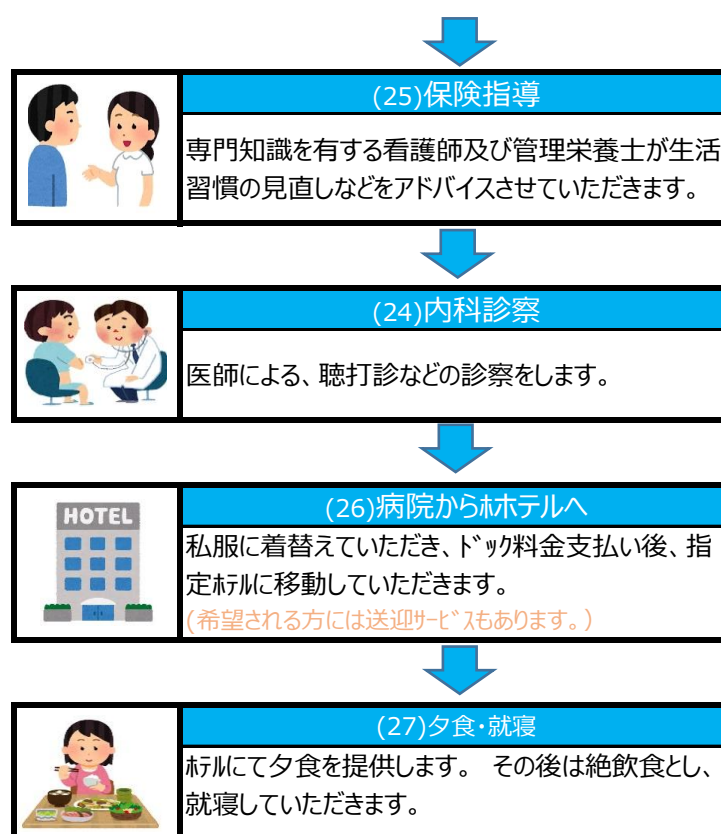 (25)保険指導
専門知識を有する看護師及び管理栄養士が生活
習慣の見直しなどをアドバイスさせていただきます。
(24)内科診察
医師による、聴打診などの診察をします。
HOTEL
(26)病院からﾎホテルへ
私服に着替えていただき、ﾄﾞｯｸ料金支払い後、指
定ﾎﾃﾙに移動していただきます。
(希望される方には送迎ｻｰﾋﾞｽもあります。)
(27)夕食・就寝
ﾎﾃﾙにて夕食を提供します。 その後は絶飲食とし、
就寝していただきます。